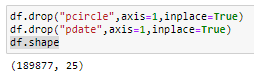 df.drop("pcircle",axis=1,inplace=True)
df.drop("pdate",axis=1,inplace=True)
df.shape
(189877, 25)